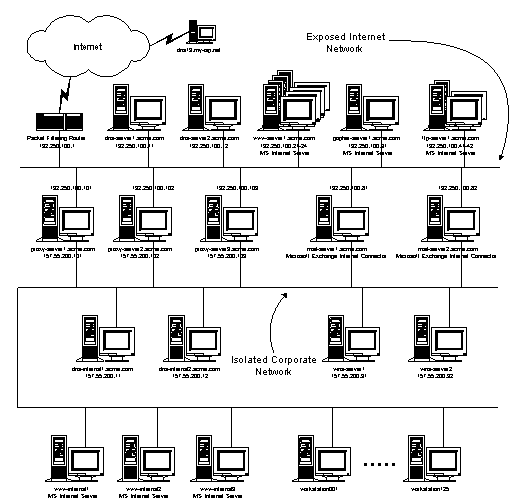 Exposed Internet
Network
Internet
Packet Filtering Router
192.250.100.1
dns-server1.acme.com
192.250.100.11
dns-server2.acme.com
192.250.100.12
www-server1.acme.com
192.250.100.21-24
MS Internet Server
gopher-server1.acme.com
192.250.100.31
MS Internet Server
ftp-server1.acme.com
192.250.100.41-42
MS Internet Server
192.250.100.101
192.250.100.102
192.250.100.103
192.250.100.81
192.250.100.82
proxy-server1.acme.com
157.55.200.101
proxy-server2.acme.com
157.55.200.102
proxy-server3.acme.com
157.55.200.103
mail-server1.acme.com
Microsoft Exchange Internet Connector
mail-server2.acme.com
Microsoft Exchange Internet Connector
dns-internal1.acme.com
157.55.200.11
dns-internal2.acme.com
157.55.200.12
Isolated Corporate
Network
wins-server1
157.55.200.91
wins-server2
157.55.200.92
www-internal1
MS Internet Server
www-internal2
MS Internet Server
www-internal3
MS Internet Server
workstation001
workstation125